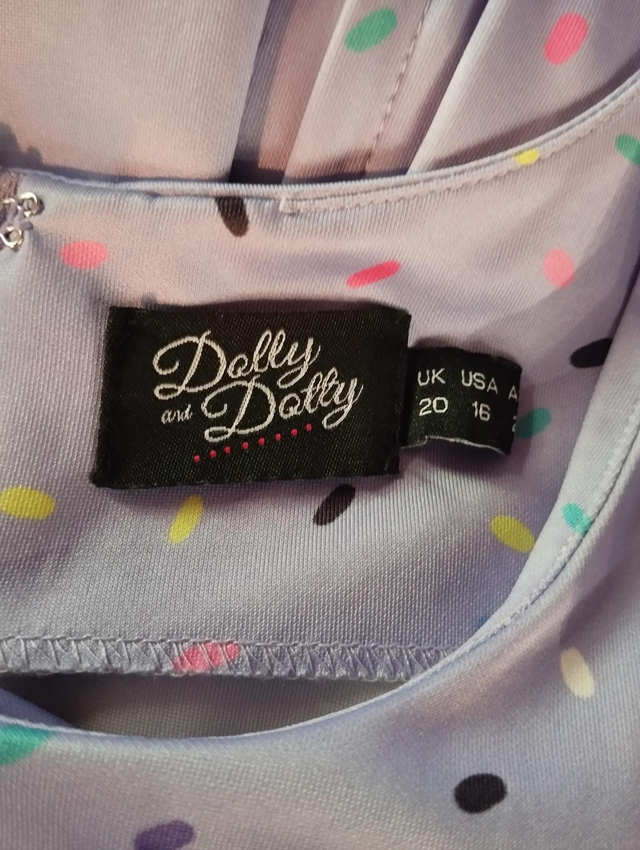 Dolly
and Dotty
UK USA A
20 16